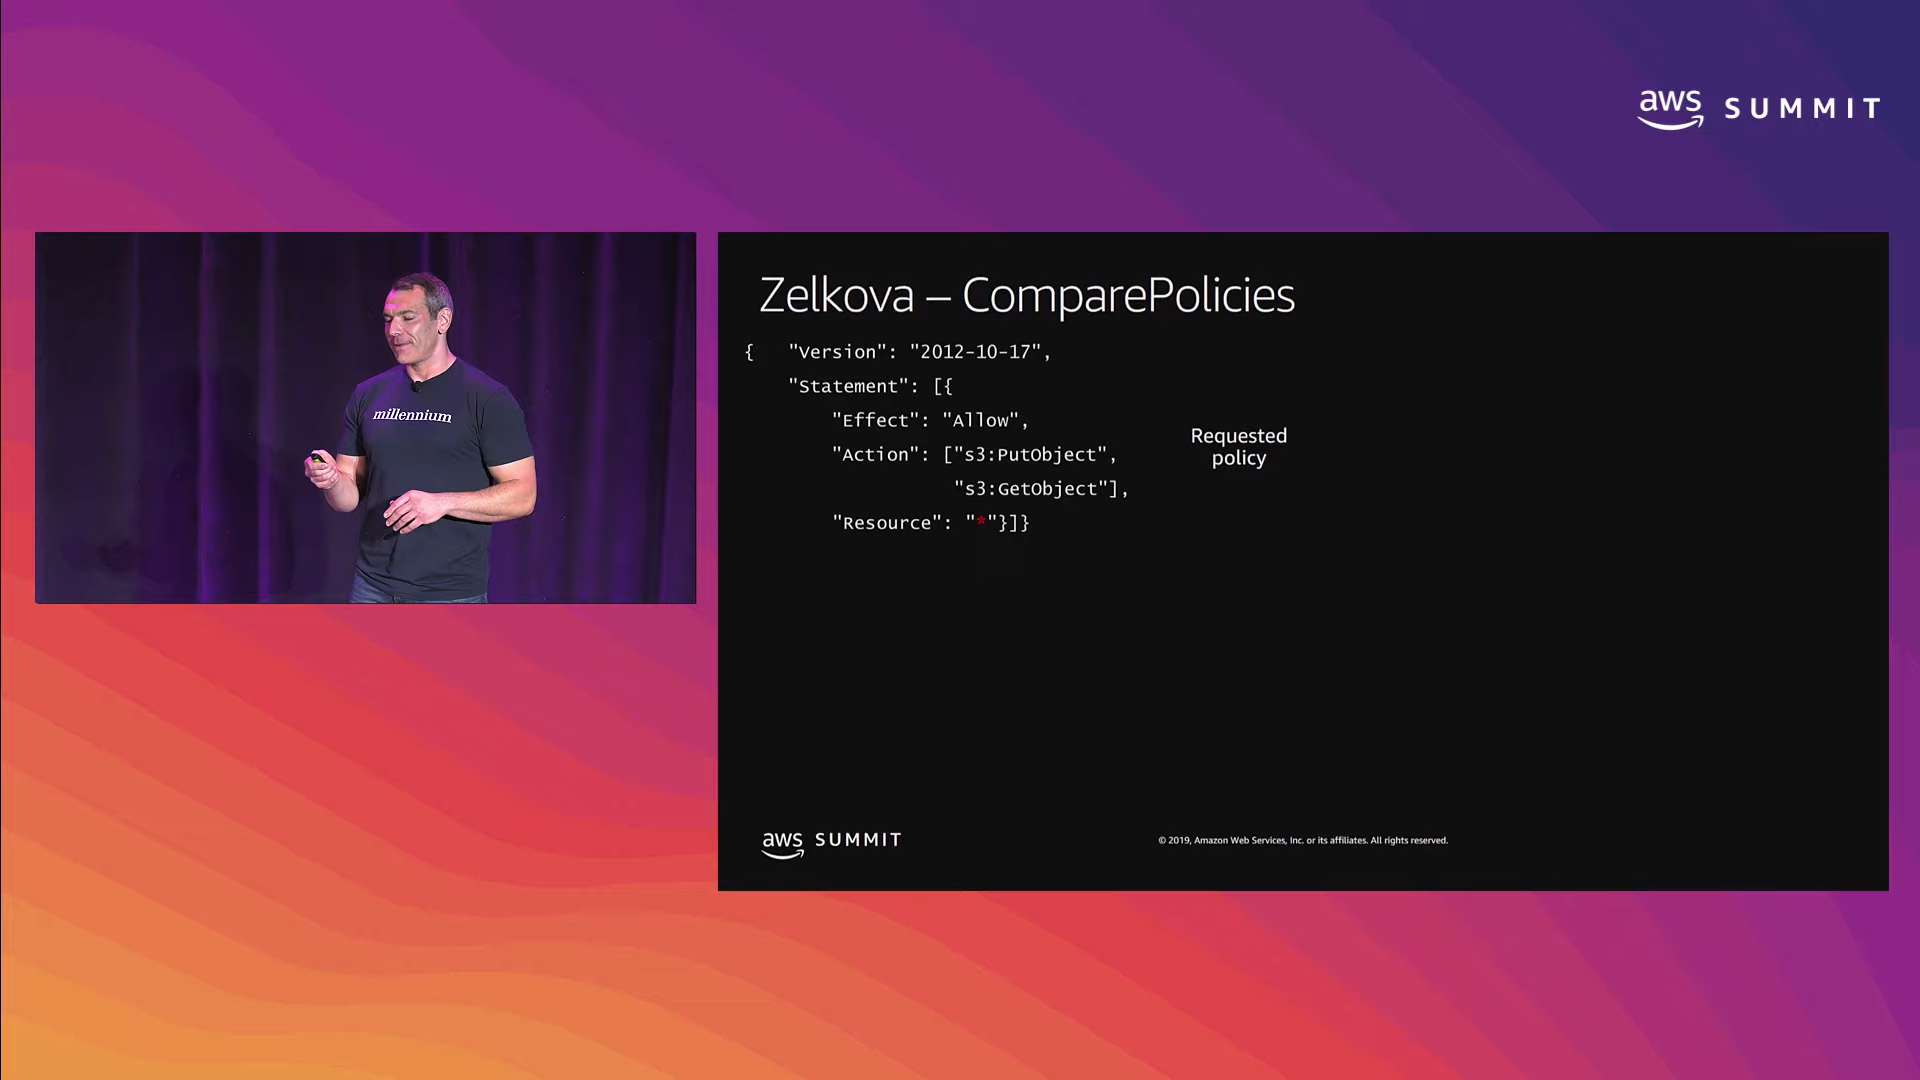 aws SUMMIT
millennium
Zelkova – ComparePolicies
{ "Version": "2012-10-17",
"Statement": [{
"Effect": "Allow",
"Action": ["s3:PutObject",
"s3:GetObject"],
"Resource": "*"}]}
Requested
policy
aws SUMMIT
© 2019, Amazon Web Services, Inc. or its affiliates. All rights reserved.